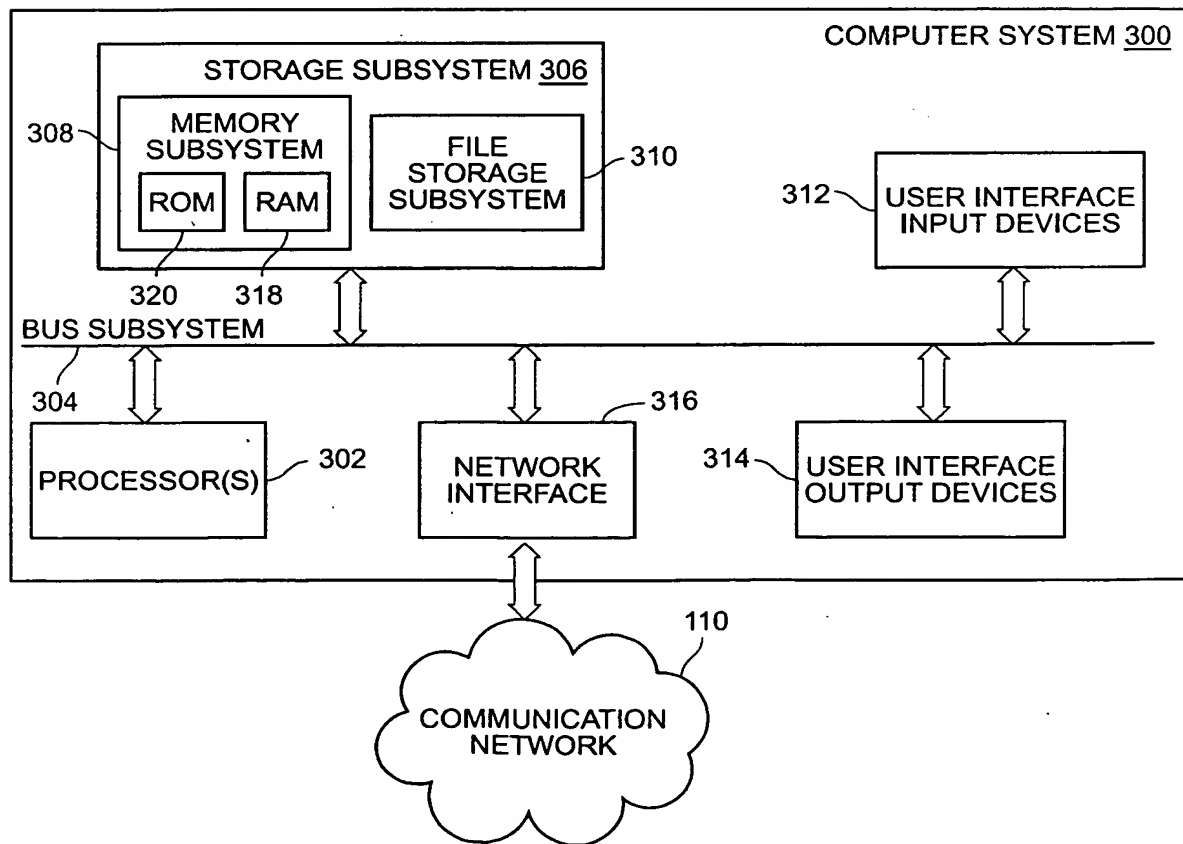 COMPUTER SYSTEM 300
STORAGE SUBSYSTEM 306
308
MEMORY
SUBSYSTEM
ROM
RAM
FILE
STORAGE
SUBSYSTEM
310
320
318
312
USER INTERFACE
INPUT DEVICES
BUS SUBSYSTEM
304
PROCESSOR(S)
302
316
NETWORK
INTERFACE
314
USER INTERFACE
OUTPUT DEVICES
110
COMMUNICATION
NETWORK